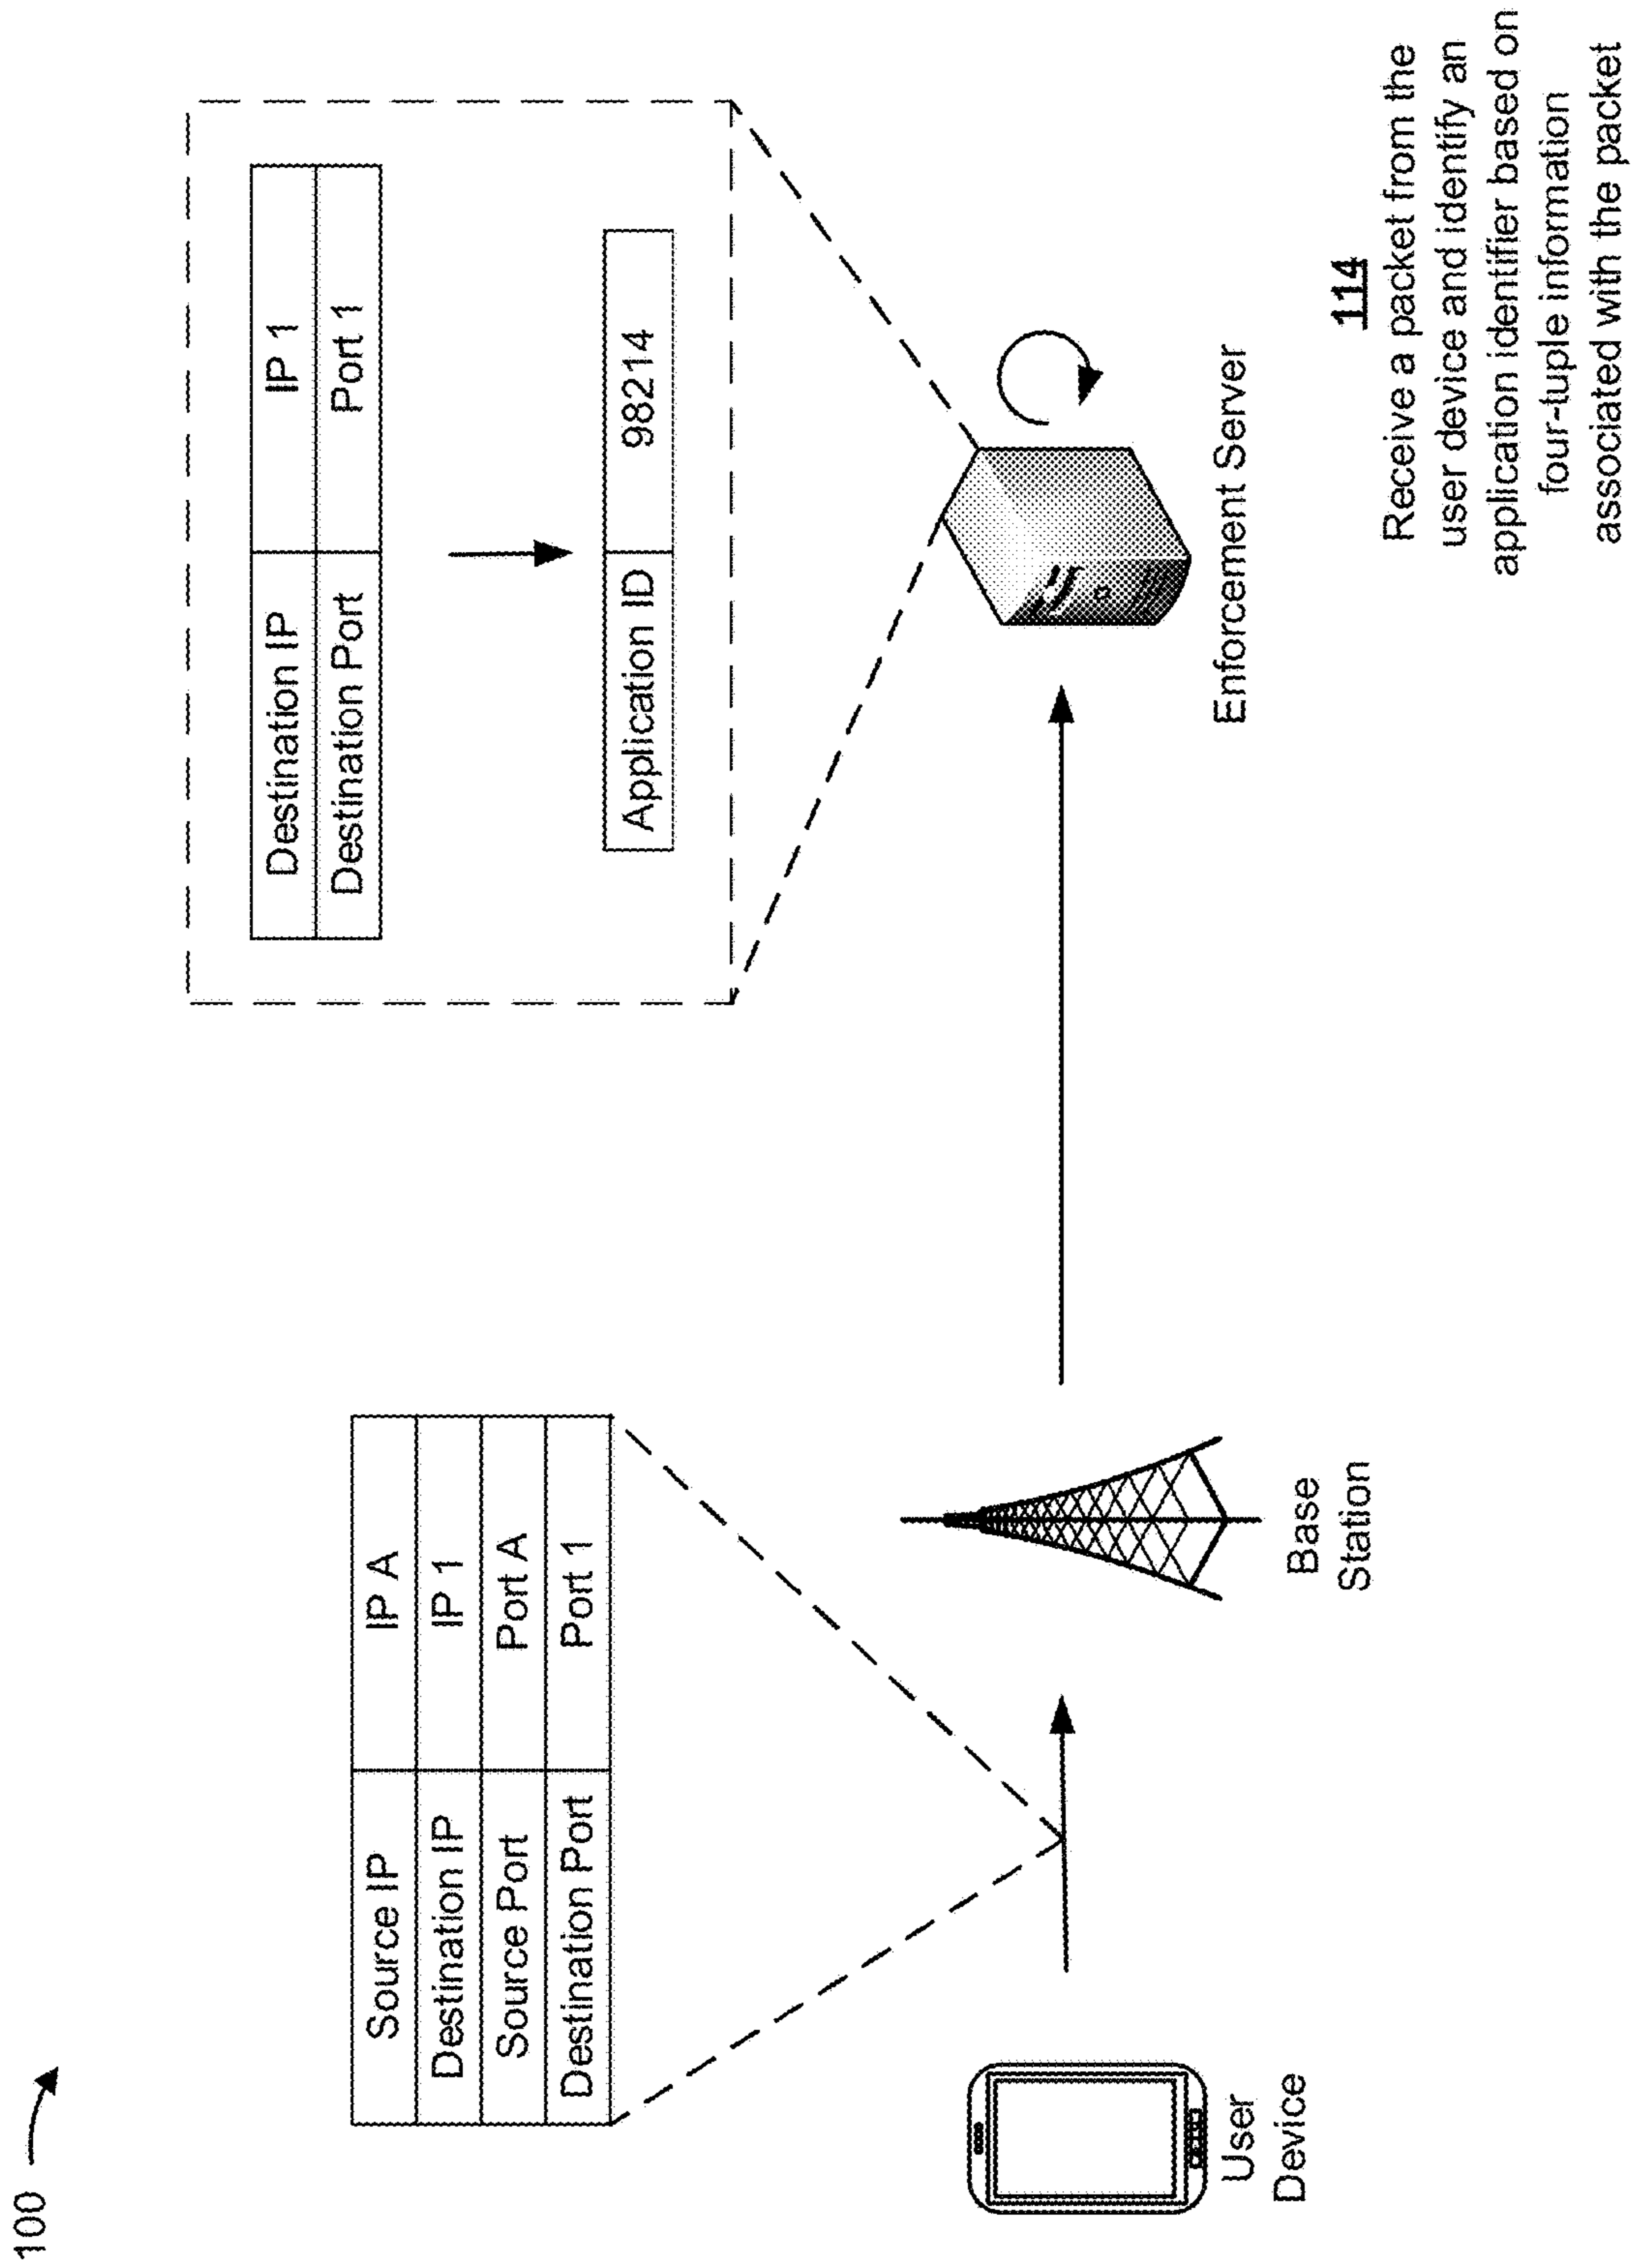 100
Source IP IP A
Destination IP IP 1
Source Port Port A
Destination Port Port 1
Destination IP IP 1
Destination Port Port 1
Application ID 98214
User
Device
Base
Station
Enforcement Server
114
Receive a packet from the
user device and identify an
application identifier based on
four-tuple information
associated with the packet